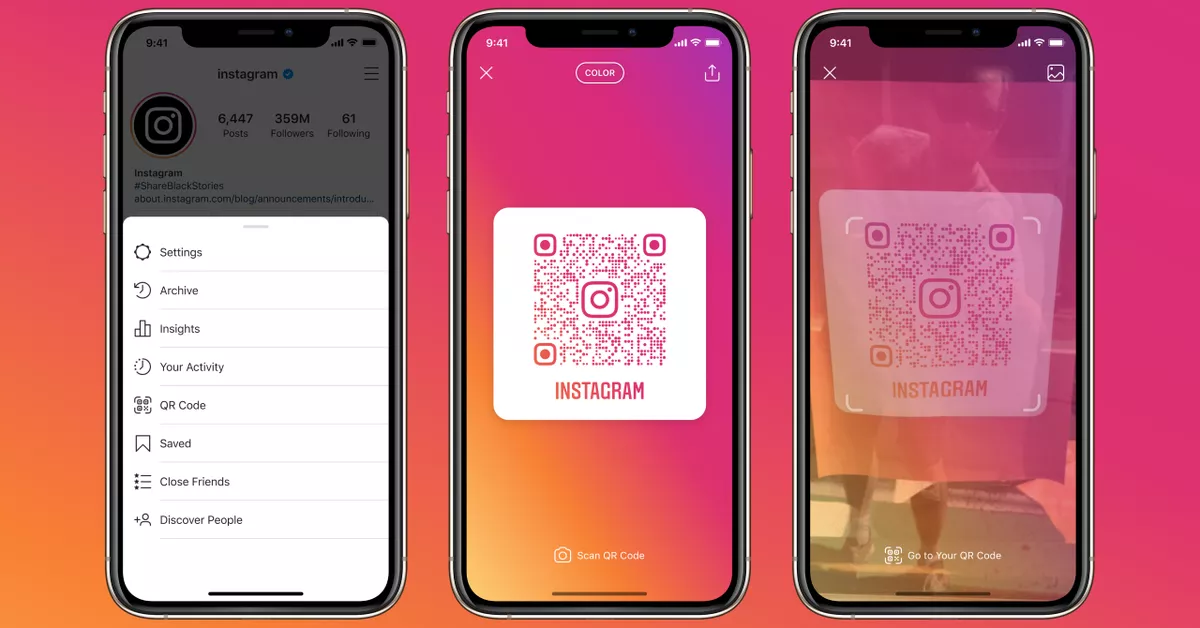 9:41
instagram
6,447 359M 61
Posts Followers Following
Instagram
#ShareBlackStories
about.instagram.com/blog/announcements/introdu...
Settings
Archive
Insights
Your Activity
QR Code
Saved
Close Friends
Discover People
9:41
COLOR
INSTAGRAM
Scan QR Code
9:41
INSTAGRAM
Go to Your QR Code